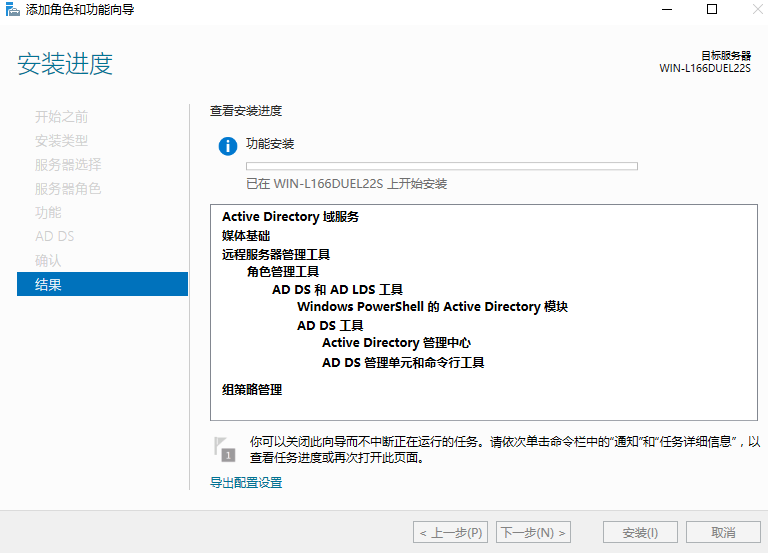 添加角色和功能向导
安装进度
目标服务器
WIN-L166DUEL22S
开始之前
安装类型
服务器选择
服务器角色
功能
AD DS
确认
结果
查看安装进度
功能安装
已在 WIN-L166DUEL22S 上开始安装
Active Directory 域服务
媒体基础
远程服务器管理工具
角色管理工具
AD DS 和 AD LDS 工具
Windows PowerShell 的 Active Directory 模块
AD DS 工具
Active Directory 管理中心
AD DS 管理单元和命令行工具
组策略管理
1
你可以关闭此向导而不中断正在运行的任务。请依次单击命令栏中的“通知”和“任务详细信息”，以
查看任务进度或再次打开此页面。
导出配置设置
< 上一步(P)
下一步(N) >
安装(I)
取消